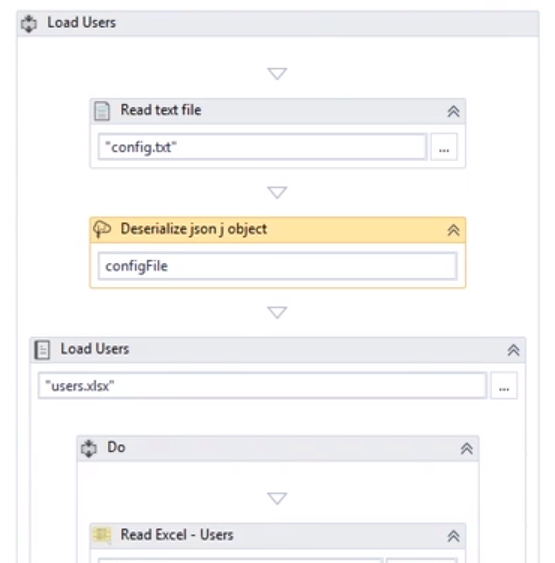 Load Users
Read text file
"config.txt"
...
Deserialize json j object
configFile
Load Users
"users.xlsx"
...
Do
Read Excel - Users